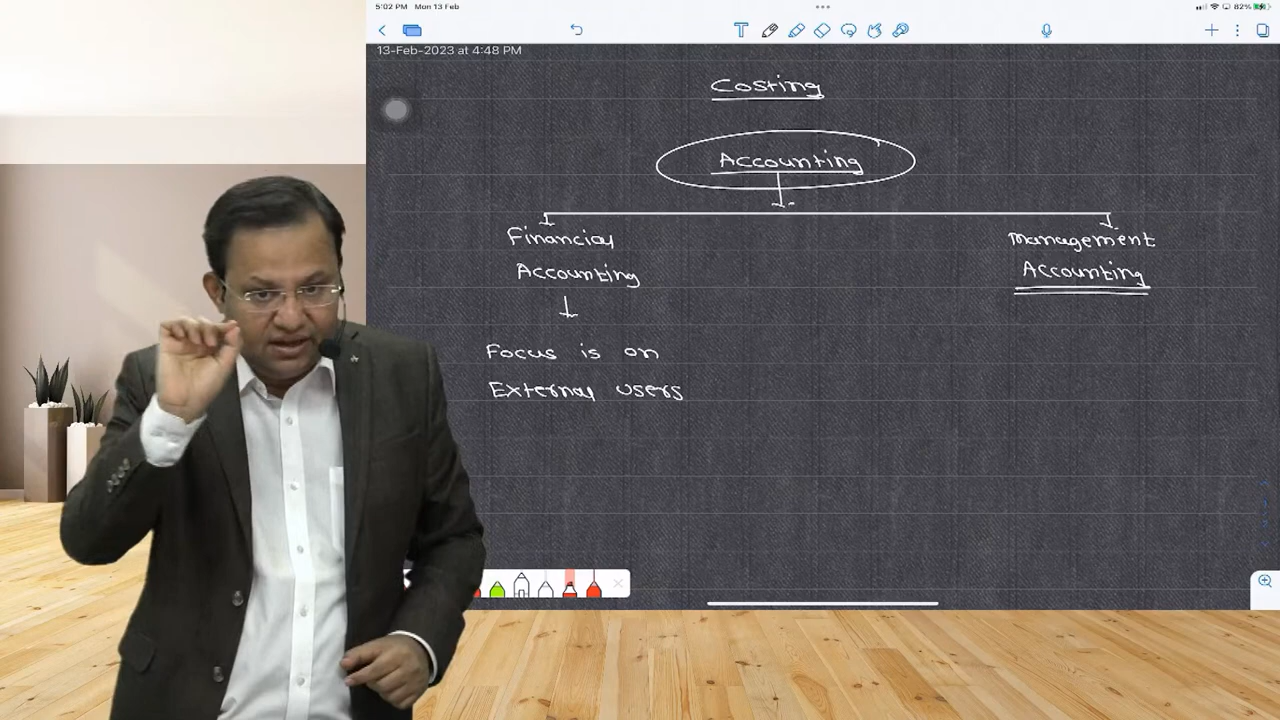 5:02 PM Mon 13 Feb
82%
13-Feb-2023 at 4:48 PM
Costing
Accounting
Financial
Accounting
Management
Accounting
Focus is on
External users